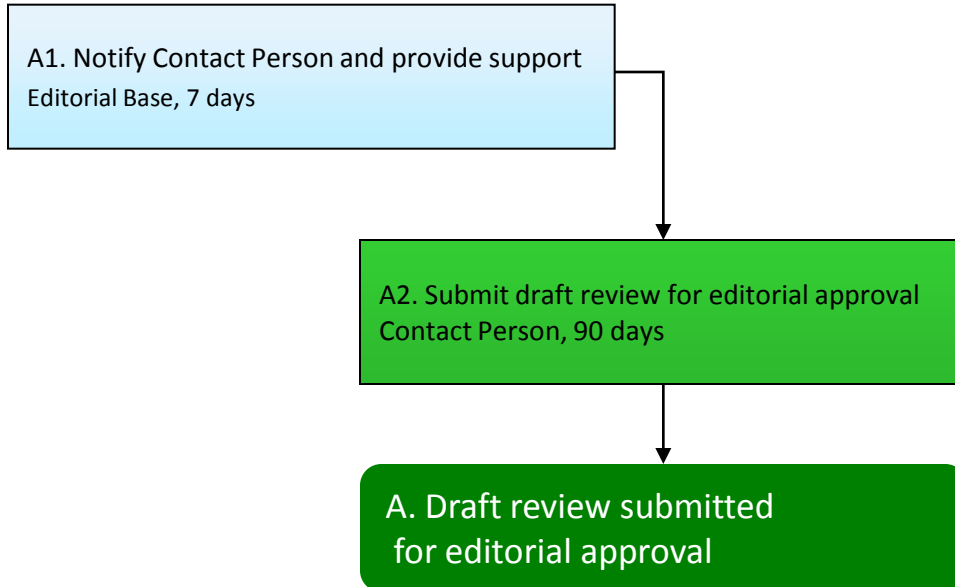 A1. Notify Contact Person and provide support
Editorial Base, 7 days
A2. Submit draft review for editorial approval
Contact Person, 90 days
A. Draft review submitted
for editorial approval